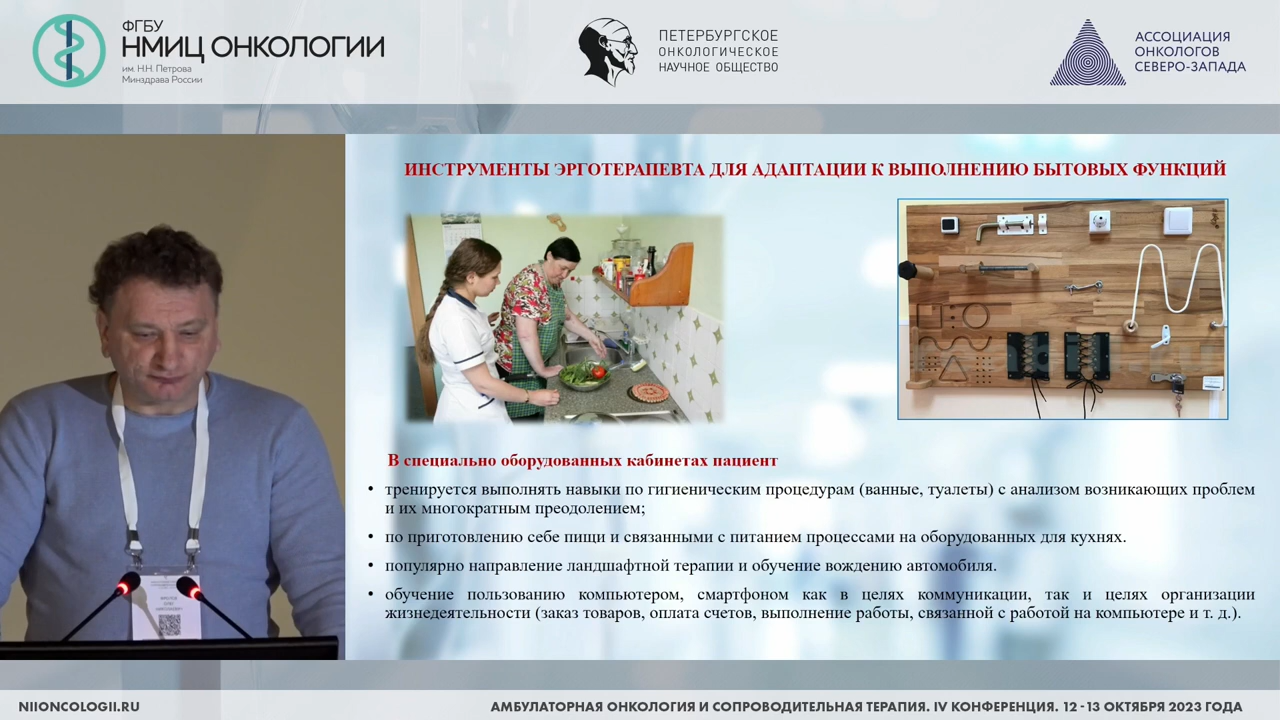 ФГБУ
НМИЦ ОНКОЛОГИИ
им. Н.Н. Петрова
Минздрава России
ПЕТЕРБУРГСКОЕ
ОНКОЛОГИЧЕСКОЕ
НАУЧНОЕ ОБЩЕСТВО
АССОЦИАЦИЯ
ОНКОЛОГОВ
СЕВЕРО-ЗАПАДА
ИНСТРУМЕНТЫ ЭРГОТЕРАПЕВТА ДЛЯ АДАПТАЦИИ К ВЫПОЛНЕНИЮ БЫТОВЫХ ФУНКЦИЙ
В специально оборудованных кабинетах пациент
• тренируется выполнять навыки по гигиеническим процедурам (ванные, туалеты) с анализом возникающих проблем
и их многократным преодолением;
• по приготовлению себе пищи и связанными с питанием процессами на оборудованных для кухнях.
• популярно направление ландшафтной терапии и обучение вождению автомобиля.
• обучение пользованию компьютером, смартфоном как в целях коммуникации, так и целях организации
жизнедеятельности (заказ товаров, оплата счетов, выполнение работы, связанной с работой на компьютере и т. д.).
NIIONCOLOGII.RU
АМБУЛАТОРНАЯ ОНКОЛОГИЯ И СОПРОВОДИТЕЛЬНАЯ ТЕРАПИЯ. IV КОНФЕРЕНЦИЯ. 12 - 13 ОКТЯБРЯ 2023 ГОДА